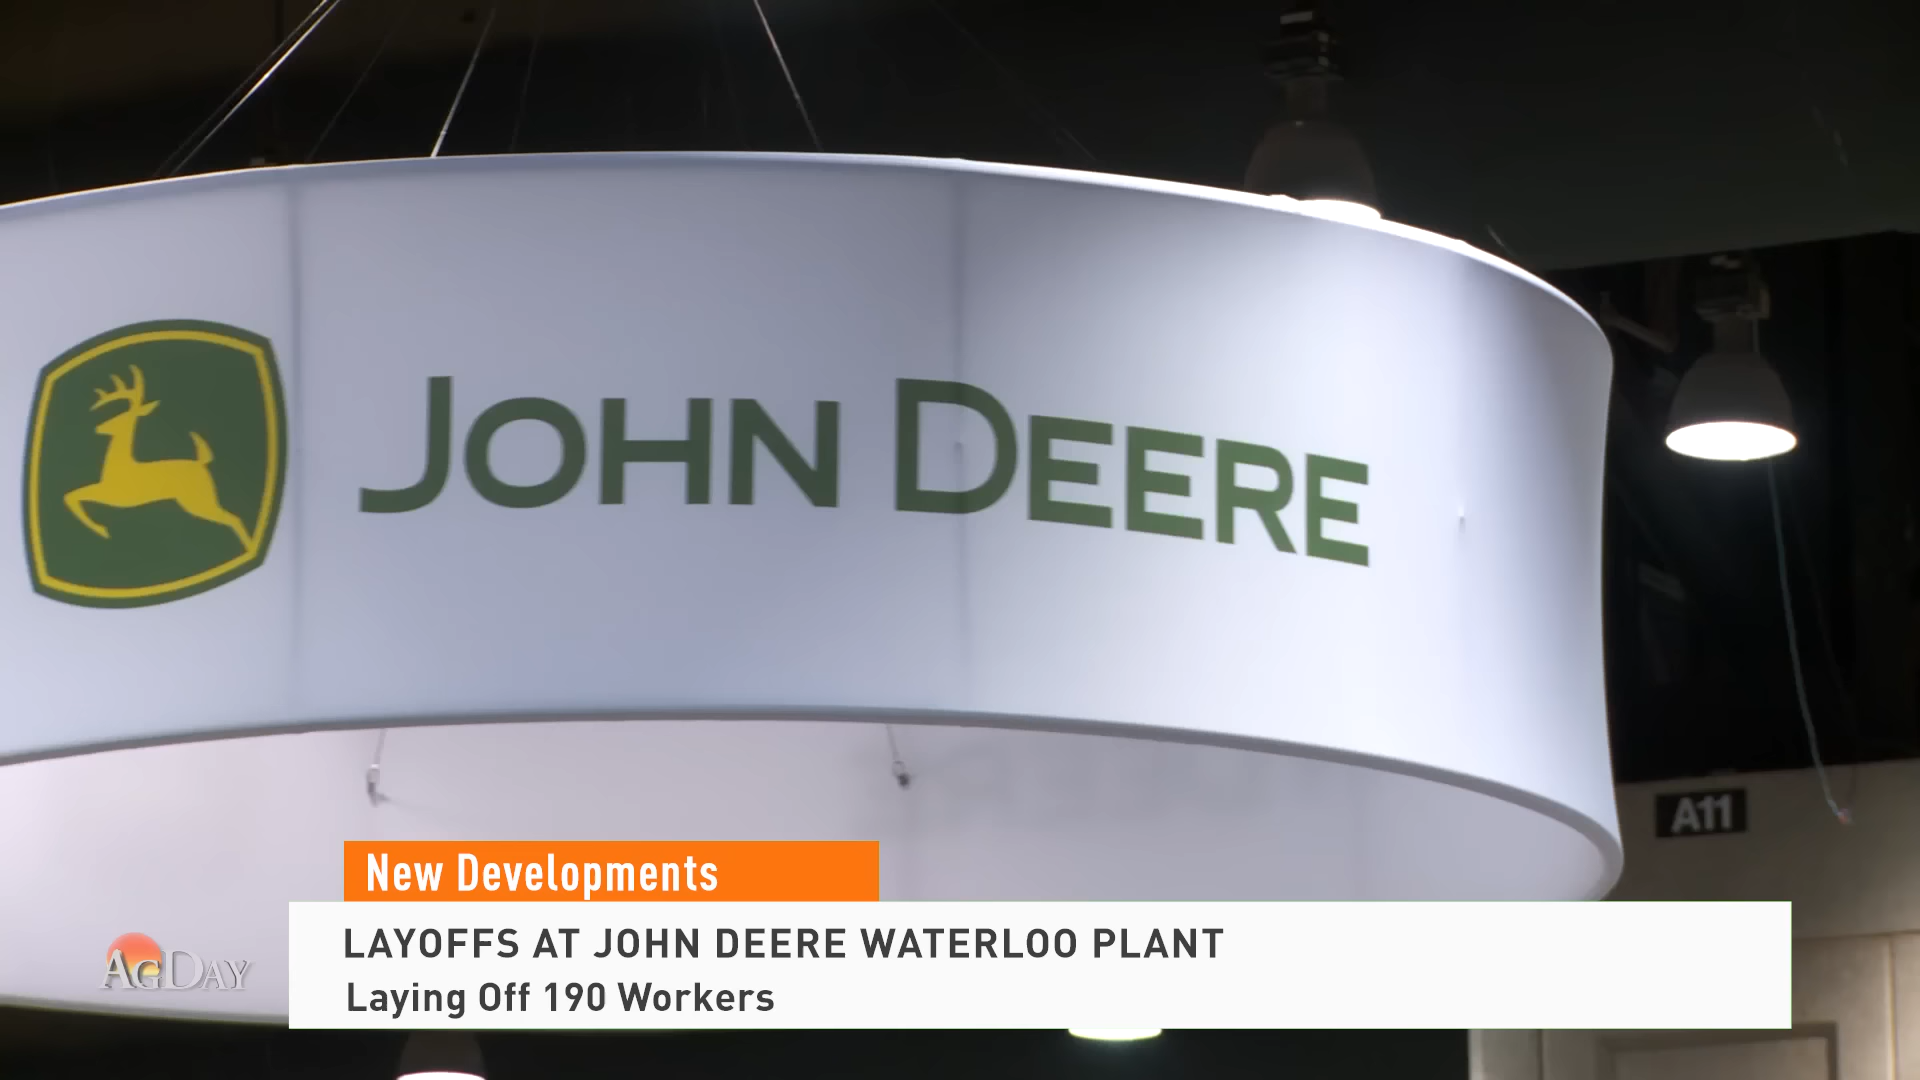 JOHN DEERE
A11
New Developments
LAYOFFS AT JOHN DEERE WATERLOO PLANT
Laying Off 190 Workers
AGDAY